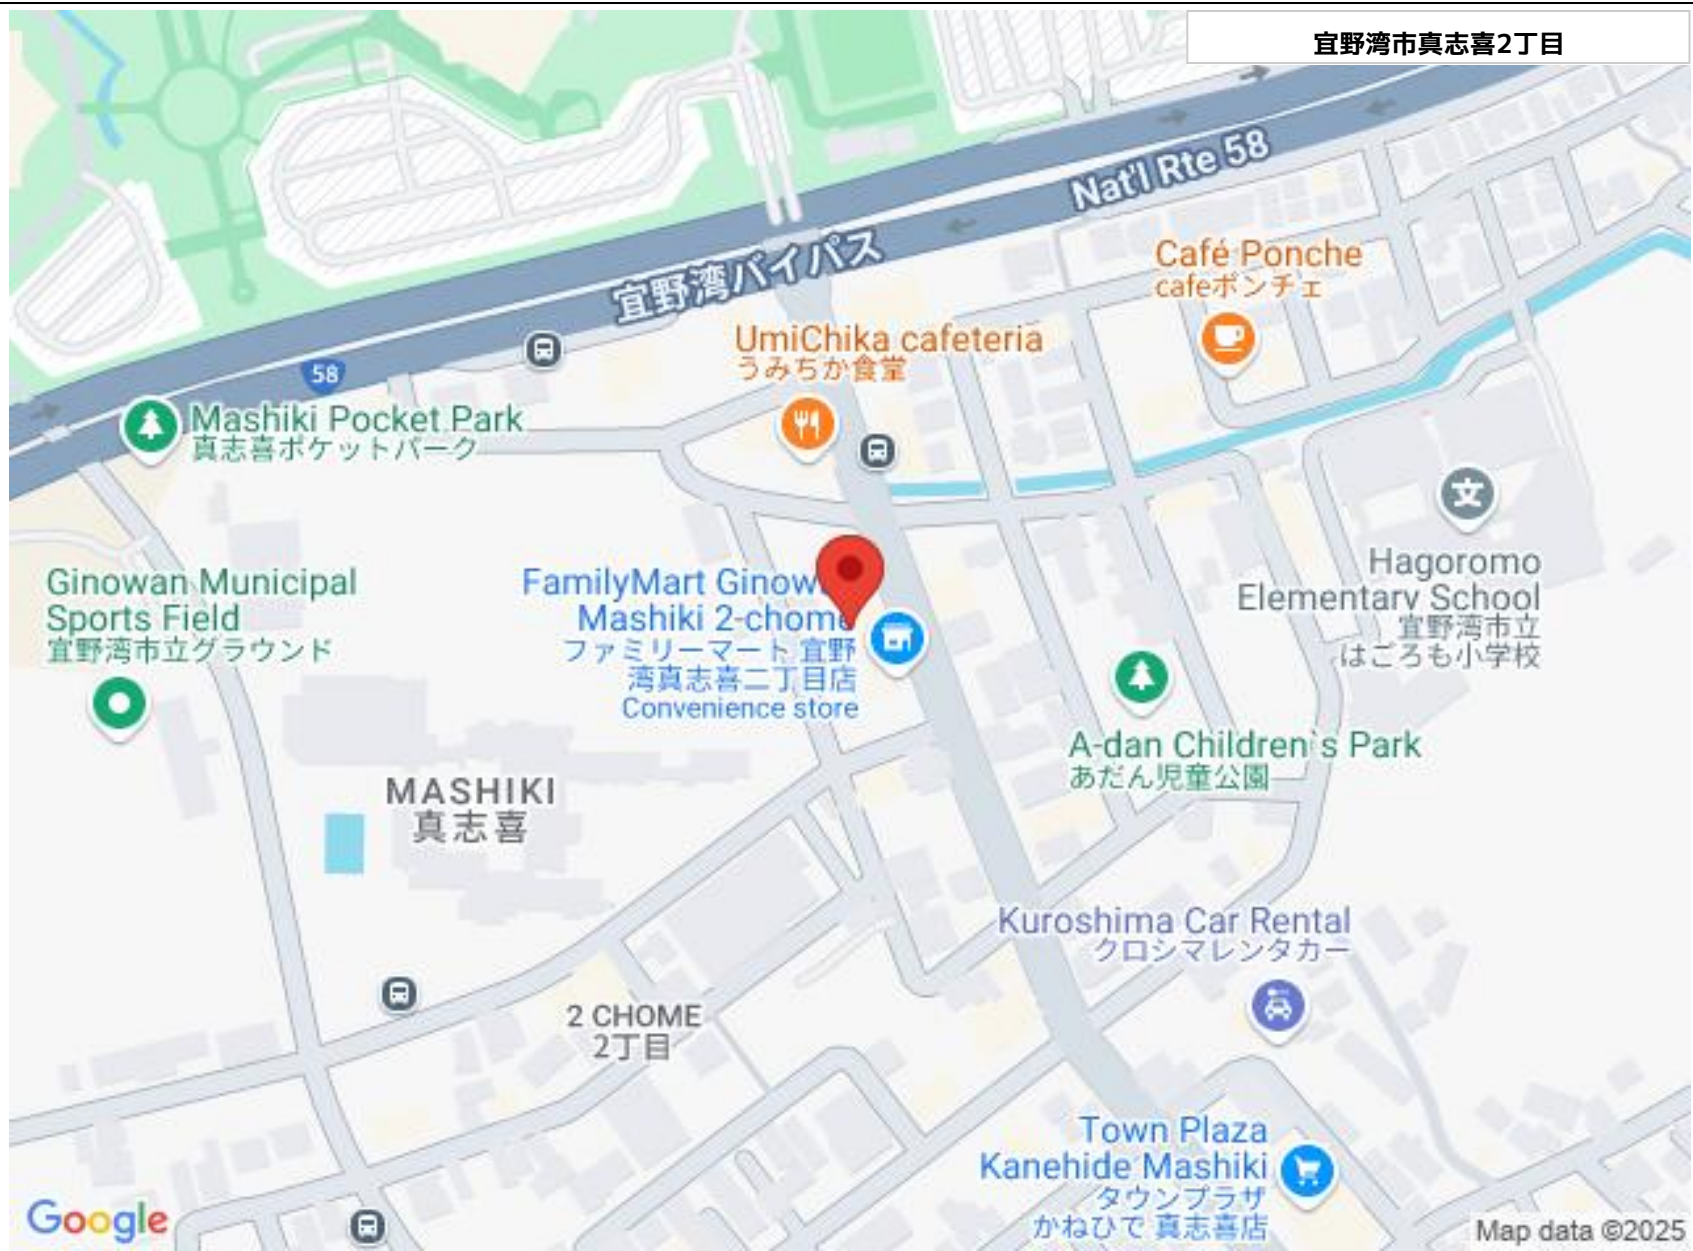 宜野湾市真志喜2丁目
Nat'l Rte 58
宜野湾バイパス
Café Ponche
cafeポンチェ
UmiChika cafeteria
うみちか食堂
58
Mashiki Pocket Park
真志喜ポケットパーク
Ginowan Municipal
Sports Field
宜野湾市立グラウンド
FamilyMart Ginow
Mashiki 2-chome
ファミリーマート 宜野
湾真志喜二丁目店
Convenience store
文
Hagoromo
Elementary School
宜野湾市立
はごろも小学校
A-dan Children's Park
あだん児童公園
MASHIKI
真志喜
Kuroshima Car Rental
クロシマレンタカー
2 CHOME
2丁目
Town Plaza
Kanehide Mashiki
タウンプラザ
かねひで 真志喜店
Google
Map data ©2025